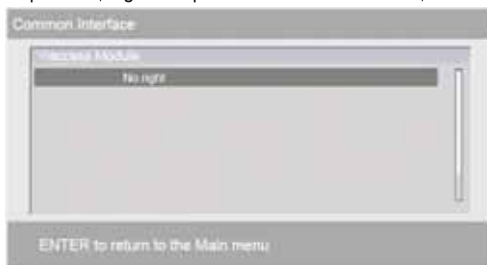 Common Interface
Viaccess Module
No right
ENTER to return to the Main menu